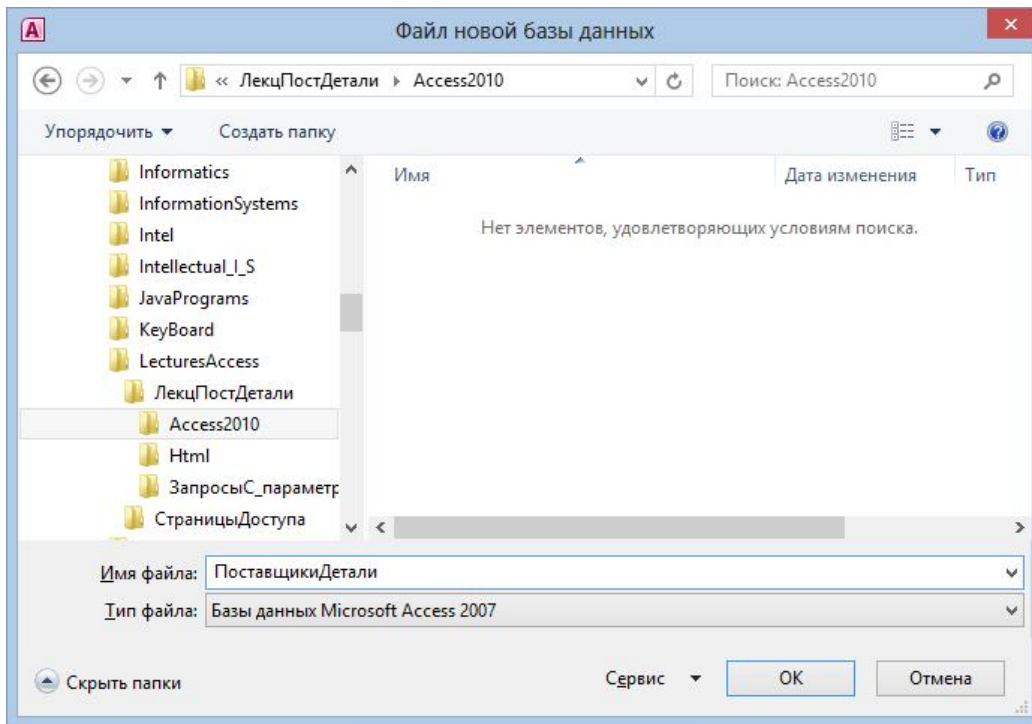 Файл новой базы данных
« ЛекцПостДетали Access2010 Поиск: Access2010
Упорядочить Создать папку
Имя Дата изменения Тип
Нет элементов, удовлетворяющих условиям поиска.
Informatics
InformationSystems
Intel
Intellectual_I_S
JavaPrograms
KeyBoard
LecturesAccess
ЛекцПостДетали
Access2010
Html
ЗапросыС_параметр
СтраницыДоступа
Имя файла: ПоставщикиДетали
Тип файла: Базы данных Microsoft Access 2007
Скрыть папки Сервис ОК Отмена